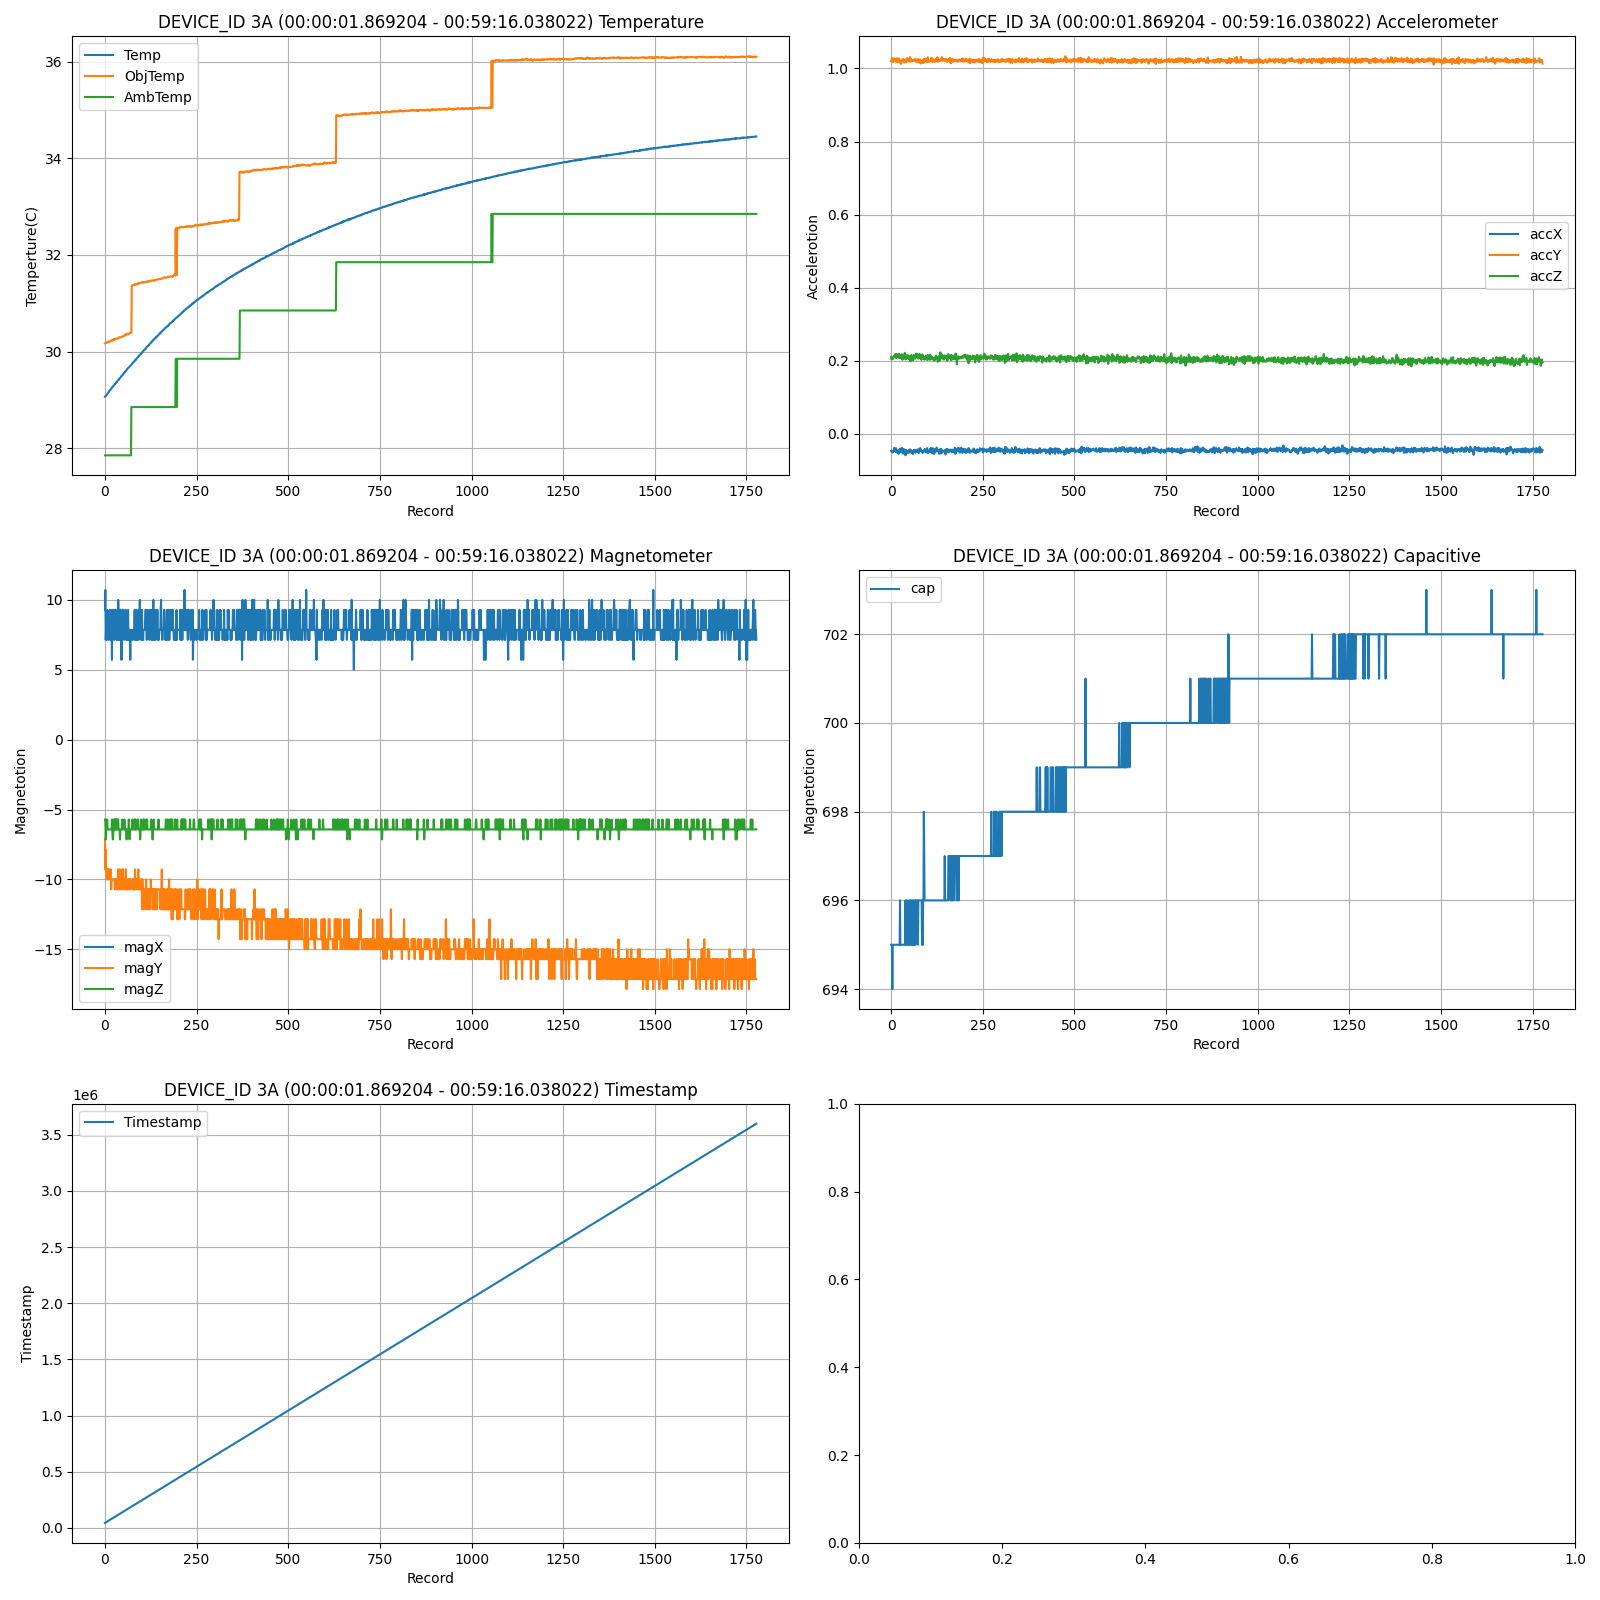 DEVICE_ID 3A (00:00:01.869204 - 00:59:16.038022) Temperature
Temp
ObjTemp
AmbTemp
Temperture(C)
36
34
32
30
28
0 250 500 750 1000 1250 1500 1750
Record
DEVICE_ID 3A (00:00:01.869204 - 00:59:16.038022) Accelerometer
accX
accY
accZ
Accelerotion
1.0
0.8
0.6
0.4
0.2
0.0
0 250 500 750 1000 1250 1500 1750
Record
DEVICE_ID 3A (00:00:01.869204 - 00:59:16.038022) Magnetometer
magX
magY
magZ
Magnetotion
10
5
0
−5
−10
−15
0 250 500 750 1000 1250 1500 1750
Record
DEVICE_ID 3A (00:00:01.869204 - 00:59:16.038022) Capacitive
cap
Magnetotion
702
700
698
696
694
0 250 500 750 1000 1250 1500 1750
Record
DEVICE_ID 3A (00:00:01.869204 - 00:59:16.038022) Timestamp
1e6
Timestamp
Timestamp
3.5
3.0
2.5
2.0
1.5
1.0
0.5
0.0
0 250 500 750 1000 1250 1500 1750
Record
1.0
0.8
0.6
0.4
0.2
0.0
0.0 0.2 0.4 0.6 0.8 1.0